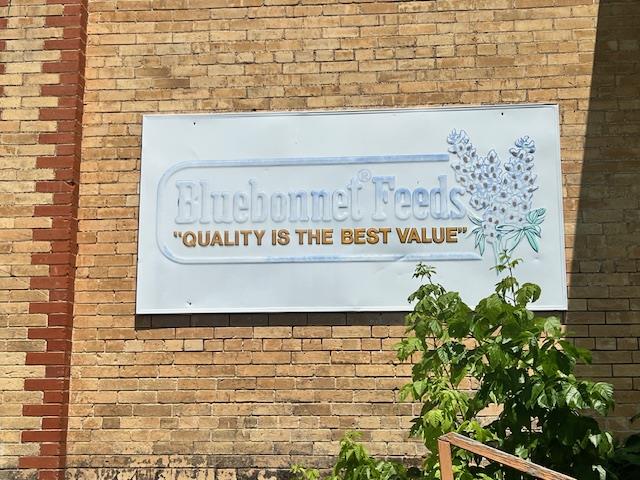 Bluebonnet® Feeds
"QUALITY IS THE BEST VALUE"